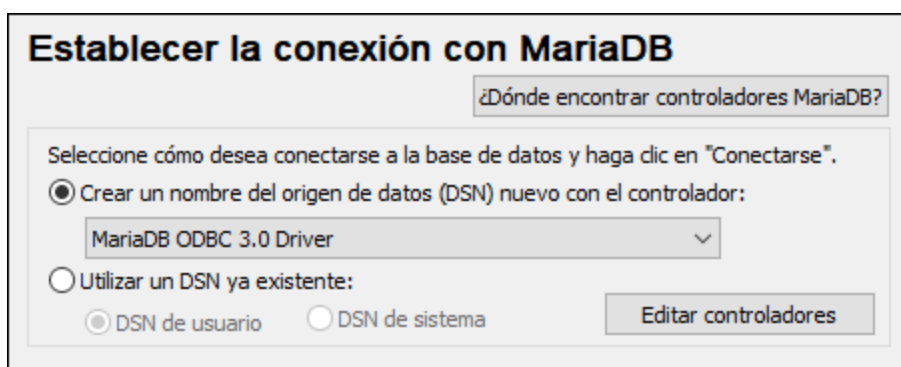 Establecer la conexión con MariaDB
¿Dónde encontrar controladores MariaDB?
Seleccione cómo desea conectarse a la base de datos y haga clic en "Conectarse".
Crear un nombre del origen de datos (DSN) nuevo con el controlador:
MariaDB ODBC 3.0 Driver
Utilizar un DSN ya existente:
DSN de usuario DSN de sistema Editar controladores